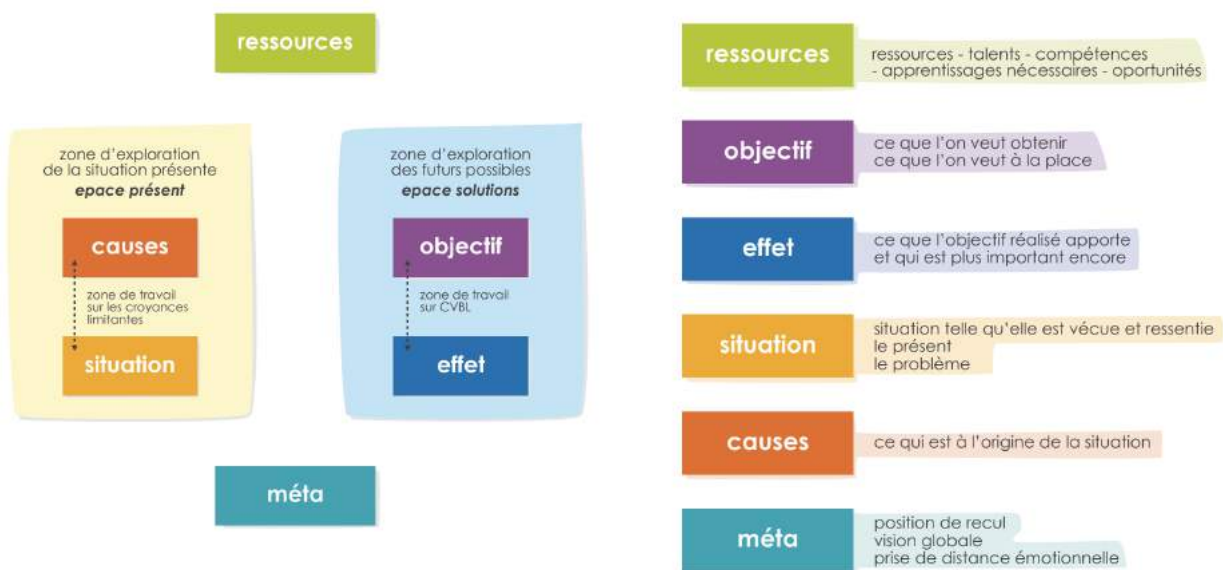 ressources
zone d'exploration
de la situation présente
epace présent
causes
zone de travail
sur les croyances
limitantes
situation
zone d'exploration
des futurs possibles
epace solutions
objectif
zone de travail
sur CVBL
effet
méta
ressources
ressources - talents - compétences
- apprentissages nécessaires - oportunités
objectif
ce que l'on veut obtenir
ce que l'on veut à la place
effet
ce que l'objectif réalisé apporte
et qui est plus important encore
situation
situation telle qu'elle est vécue et ressentie
le présent
le problème
causes
ce qui est à l'origine de la situation
méta
position de recul
vision globale
prise de distance émotionnelle